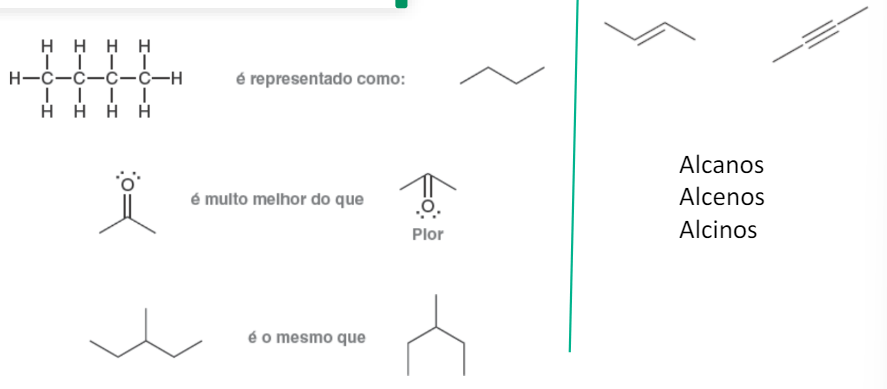 H H H H
H-C-C-C-C-H
H H H H
é representado como:
O
é muito melhor do que
O
Pior
é o mesmo que
Alcanos
Alcenos
Alcinos